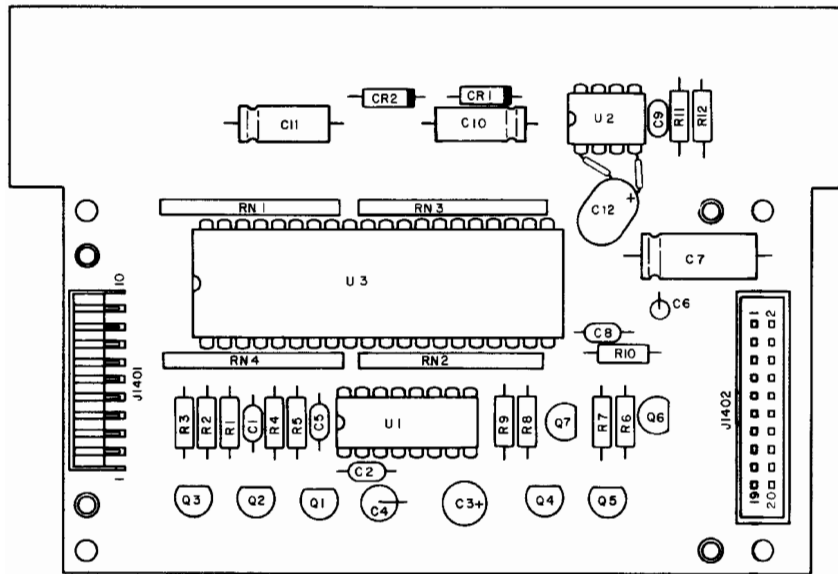 CR2
CR1
C11
C10
U2
C9
R11
R12
+
C12
RN1
RN3
U3
C7
C6
10
J1401
1
C8
R10
RN4
RN2
1
2
J1402
19
20
R3
R2
R1
C1
R4
R5
C5
U1
R9
R8
Q7
R7
R6
Q6
C2
Q3
Q2
Q1
C4
C3+
Q4
Q5